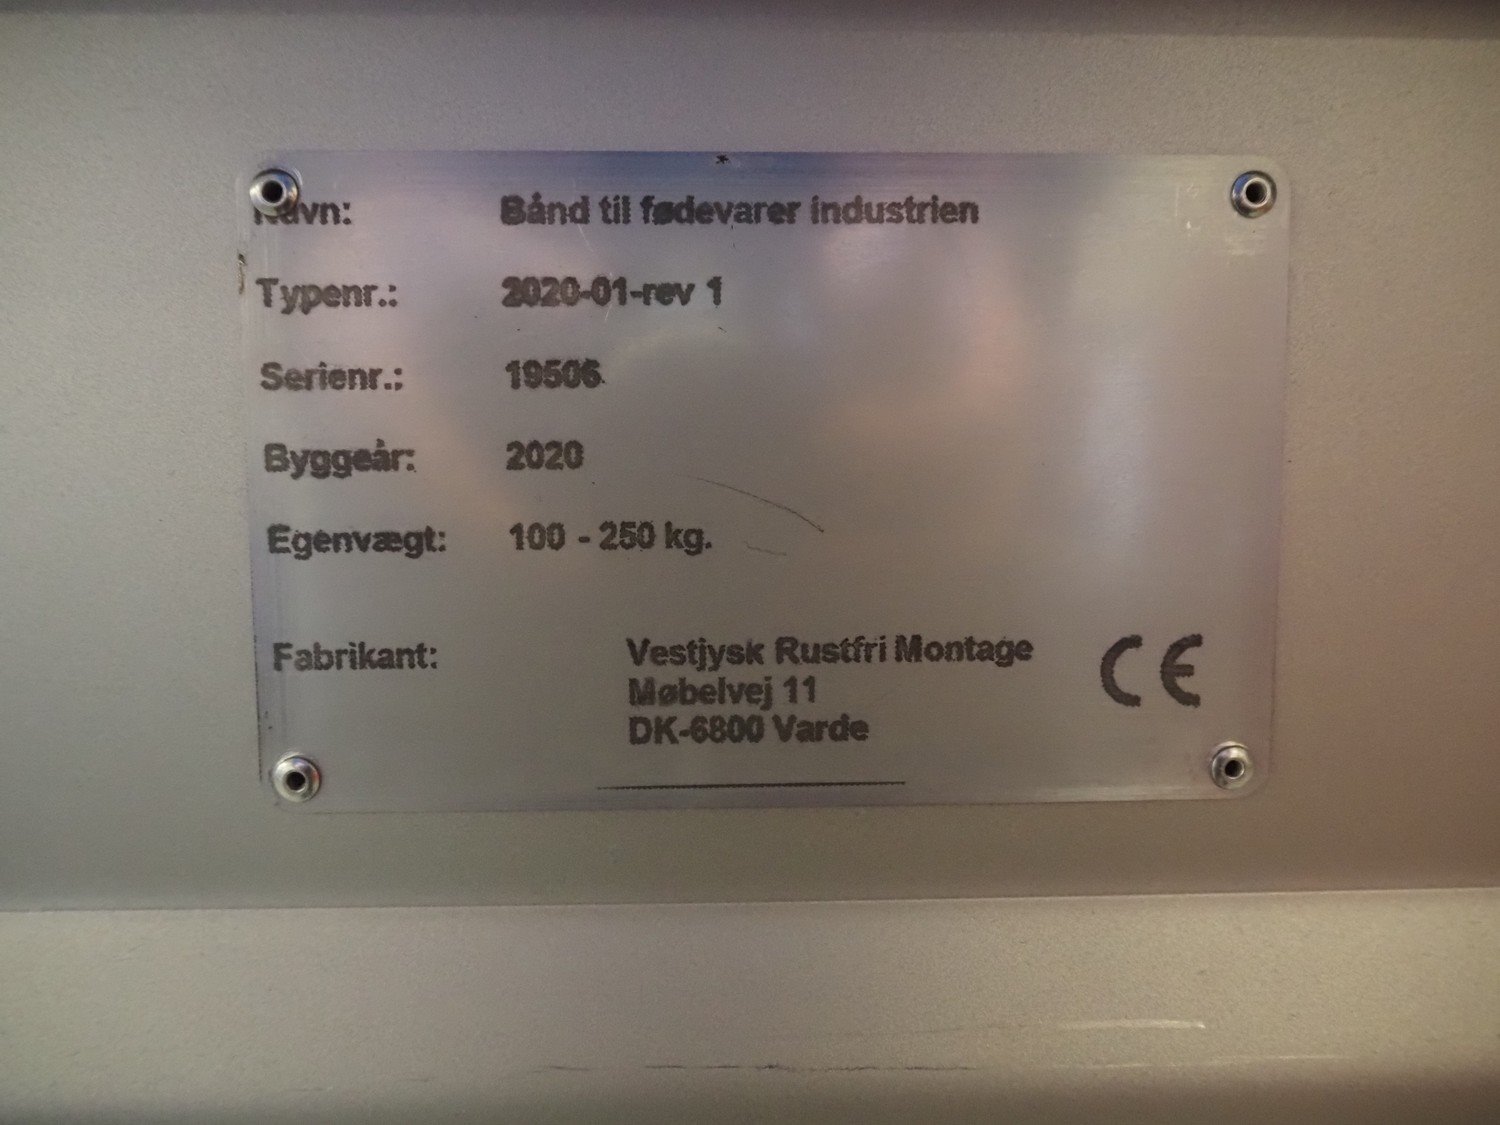 Navn: Bånd til fødevarer industrien
Typenr.: 2020-01-rev 1
Serienr.: 19506
Byggeår: 2020
Egenvægt: 100 - 250 kg.
Fabrikant: Vestjysk Rustfri Montage CE
Møbelvej 11
DK-6800 Varde